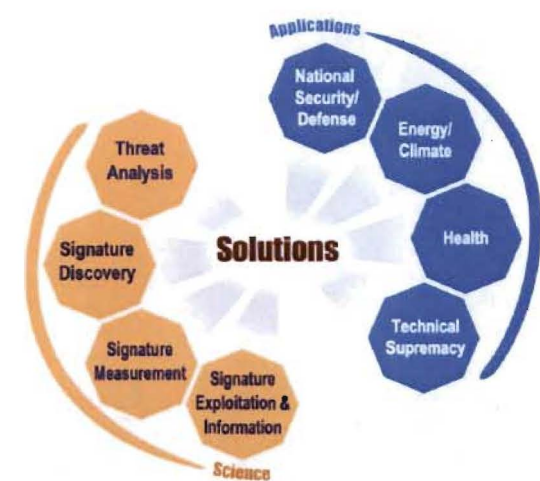 Applications
National
Security/
Defense
Energy/
Climate
Health
Technical
Supremacy
Solutions
Threat
Analysis
Signature
Discovery
Signature
Measurement
Signature
Exploitation &
Information
Science